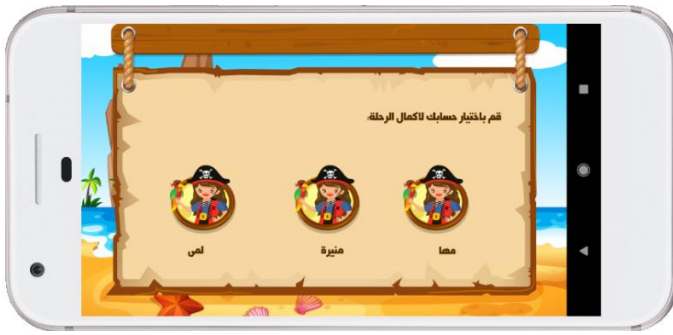 قم باختيار حسابك لاكمال الرحلة:
مها
منيرة
لمى